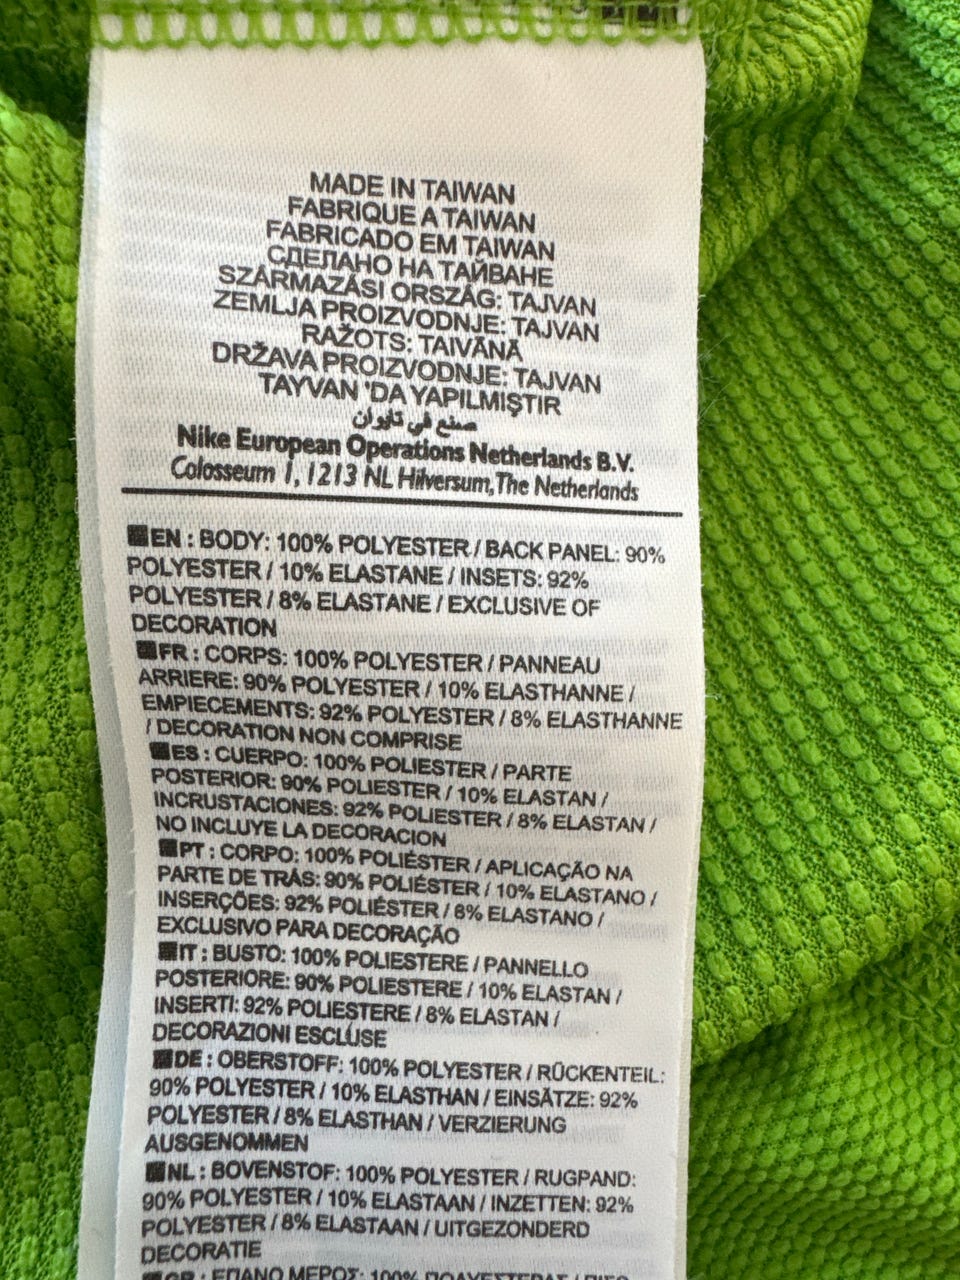 MADE IN TAIWAN
FABRIQUE A TAIWAN
FABRICADO EM TAIWAN
СДЕЛАНО НА ТАЙВАНЕ
SZÁRMAZÁSI ORSZÁG: TAJVAN
ZEMLJA PROIZVODNJE: TAJVAN
RAŽOTS: TAIVĀNĀ
DRŽAVA PROIZVODNJE: TAJVAN
TAYVAN 'DA YAPILMIŞTIR
صنع في تايوان
Nike European Operations Netherlands B.V.
Colosseum 1, 1213 NL Hilversum, The Netherlands
EN : BODY: 100% POLYESTER / BACK PANEL: 90%
POLYESTER / 10% ELASTANE / INSETS: 92%
POLYESTER / 8% ELASTANE / EXCLUSIVE OF
DECORATION
FR : CORPS: 100% POLYESTER / PANNEAU
ARRIERE: 90% POLYESTER / 10% ELASTHANNE /
EMPIECEMENTS: 92% POLYESTER / 8% ELASTHANNE
/ DECORATION NON COMPRISE
ES : CUERPO: 100% POLIESTER / PARTE
POSTERIOR: 90% POLIESTER / 10% ELASTAN /
INCRUSTACIONES: 92% POLIESTER / 8% ELASTAN /
NO INCLUYE LA DECORACION
PT : CORPO: 100% POLIÉSTER / APLICAÇÃO NA
PARTE DE TRÁS: 90% POLIÉSTER / 10% ELASTANO /
INSERÇÕES: 92% POLIÉSTER / 8% ELASTANO /
EXCLUSIVO PARA DECORAÇÃO
IT : BUSTO: 100% POLIESTERE / PANNELLO
POSTERIORE: 90% POLIESTERE / 10% ELASTAN /
INSERTI: 92% POLIESTERE / 8% ELASTAN /
DECORAZIONI ESCLUSE
DE : OBERSTOFF: 100% POLYESTER / RÜCKENTEIL:
90% POLYESTER / 10% ELASTHAN / EINSÄTZE: 92%
POLYESTER / 8% ELASTHAN / VERZIERUNG
AUSGENOMMEN
NL : BOVENSTOF: 100% POLYESTER / RUGPAND:
90% POLYESTER / 10% ELASTAAN / INZETTEN: 92%
POLYESTER / 8% ELASTAAN / UITGEZONDERD
DECORATIE
GR : ΕΠΑΝΩ ΜΕΡΟΣ: 100%